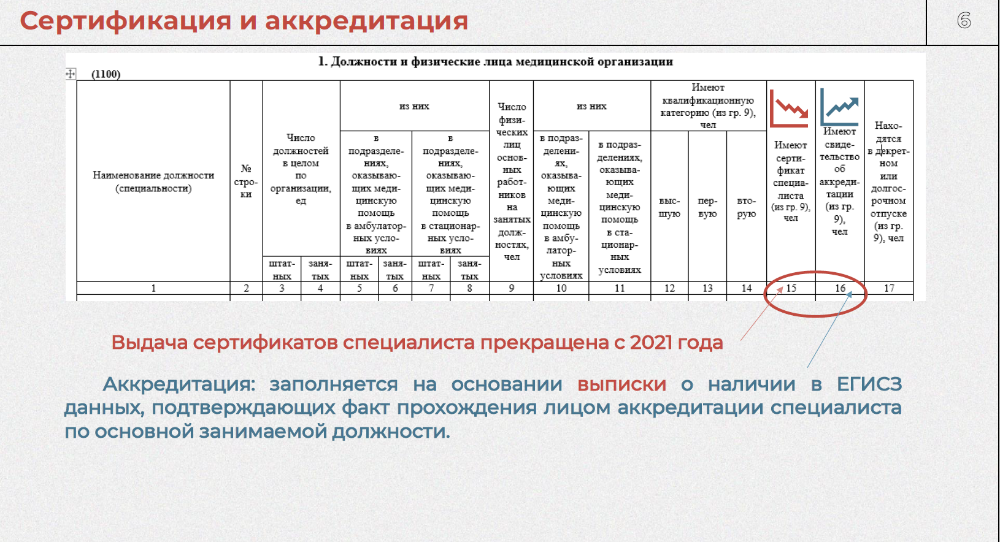 Сертификация и аккредитация
6
1. Должности и физические лица медицинской организации
(1100)
Наименование должности
(специальности)
№
стро-
ки
Число
должностей
в целом
по
организации,
ед
штат-
ных
заня-
тых
из них
в
подразделе-
ниях,
оказываю-
щих меди-
цинскую
помощь
в амбулатор-
ных усло-
виях
штат-
ных
заня-
тых
в
подразделе-
ниях,
оказываю-
щих меди-
цинскую
помощь
в стационар-
ных усло-
виях
штат-
ных
заня-
тых
Число
физи-
ческих
лиц
основ-
ных
работ-
ников
на
занятых
долж-
ностях,
чел
из них
в подраз-
делени-
ях,
оказыва-
ющих
меди-
цинскую
помощь
в амбу-
латор-
ных
условиях
в подраз-
делениях,
оказыва-
ющих
меди-
цинскую
помощь
в ста-
ционар-
ных
условиях
Имеют
квалификационную
категорию (из гр. 9),
чел
выс-
шую
пер-
вую
вто-
рую
Имеют
серти-
фикат
специа-
листа
(из гр. 9),
чел
Имеют
свиде-
тельство
об
аккреди-
тации
(из гр.
9),
чел
Нахо-
дятся
в декрет-
ном
или
долгос-
рочном
отпуске
(из гр.
9), чел
1 2 3 4 5 6 7 8 9 10 11 12 13 14 15 16 17
Выдача сертификатов специалиста прекращена с 2021 года
Аккредитация: заполняется на основании выписки о наличии в ЕГИСЗ
данных, подтверждающих факт прохождения лицом аккредитации специалиста
по основной занимаемой должности.